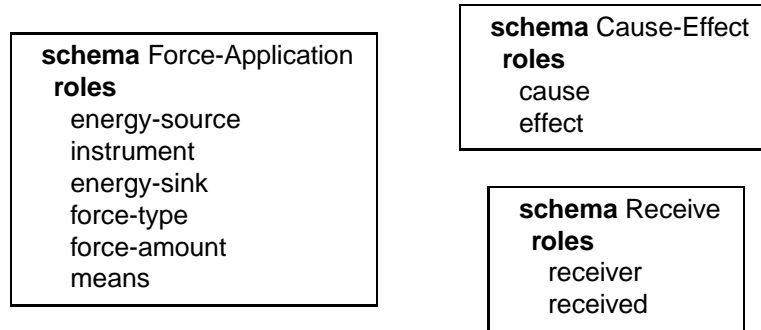 schema Force-Application
roles
energy-source
instrument
energy-sink
force-type
force-amount
means
schema Cause-Effect
roles
cause
effect
schema Receive
roles
receiver
received